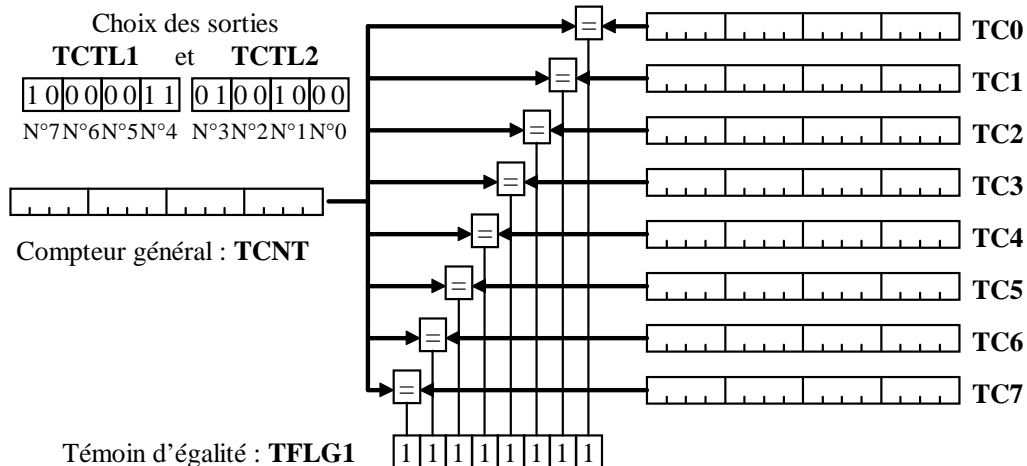 Choix des sorties
TCTL1 et TCTL2
1 0 0 0 0 0 1 1 0 1 0 0 1 0 0 0
N°7 N°6 N°5 N°4 N°3 N°2 N°1 N°0
Compteur général : TCNT
= TC0
= TC1
= TC2
= TC3
= TC4
= TC5
= TC6
= TC7
Témoin d'égalité : TFLG1 1 1 1 1 1 1 1 1